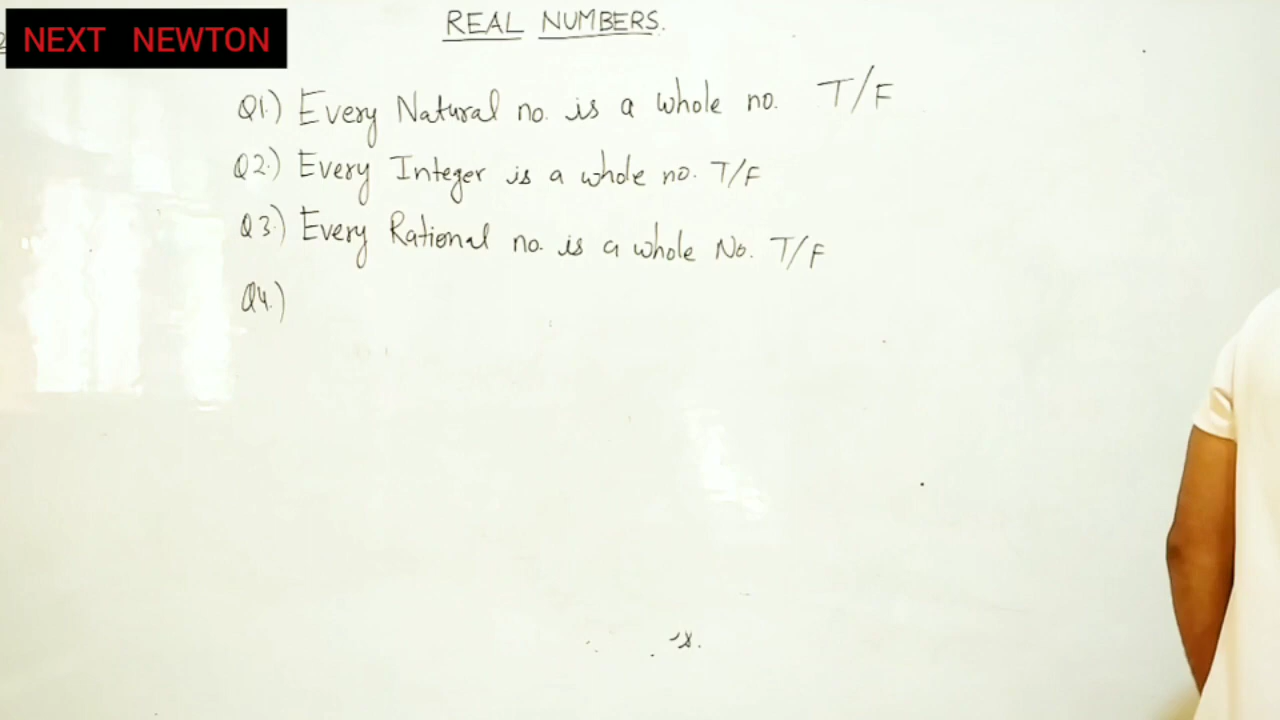 NEXT NEWTON
REAL NUMBERS.
Q1.) Every Natural no. is a whole no. T/F
Q2.) Every Integer is a whole no. T/F
Q3.) Every Rational no. is a whole No. T/F
Q4.)